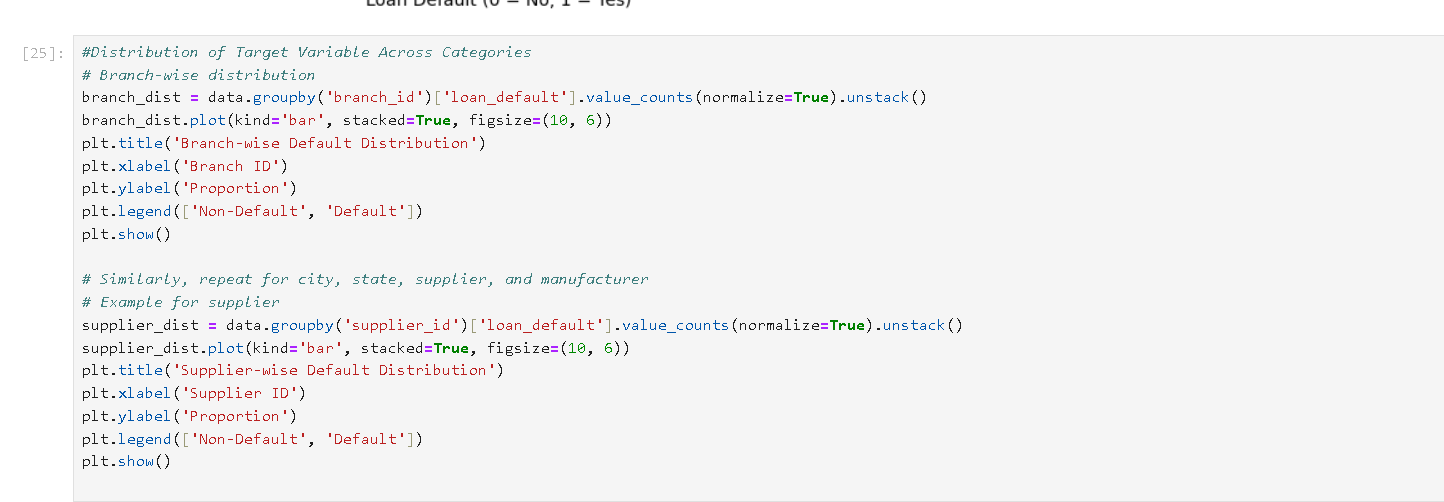 Loan Default (0 = No, 1 = Yes)
[25]:
#Distribution of Target Variable Across Categories
# Branch-wise distribution
branch_dist = data.groupby('branch_id')['loan_default'].value_counts(normalize=True).unstack()
branch_dist.plot(kind='bar', stacked=True, figsize=(10, 6))
plt.title('Branch-wise Default Distribution')
plt.xlabel('Branch ID')
plt.ylabel('Proportion')
plt.legend(['Non-Default', 'Default'])
plt.show()
# Similarly, repeat for city, state, supplier, and manufacturer
# Example for supplier
supplier_dist = data.groupby('supplier_id')['loan_default'].value_counts(normalize=True).unstack()
supplier_dist.plot(kind='bar', stacked=True, figsize=(10, 6))
plt.title('Supplier-wise Default Distribution')
plt.xlabel('Supplier ID')
plt.ylabel('Proportion')
plt.legend(['Non-Default', 'Default'])
plt.show()